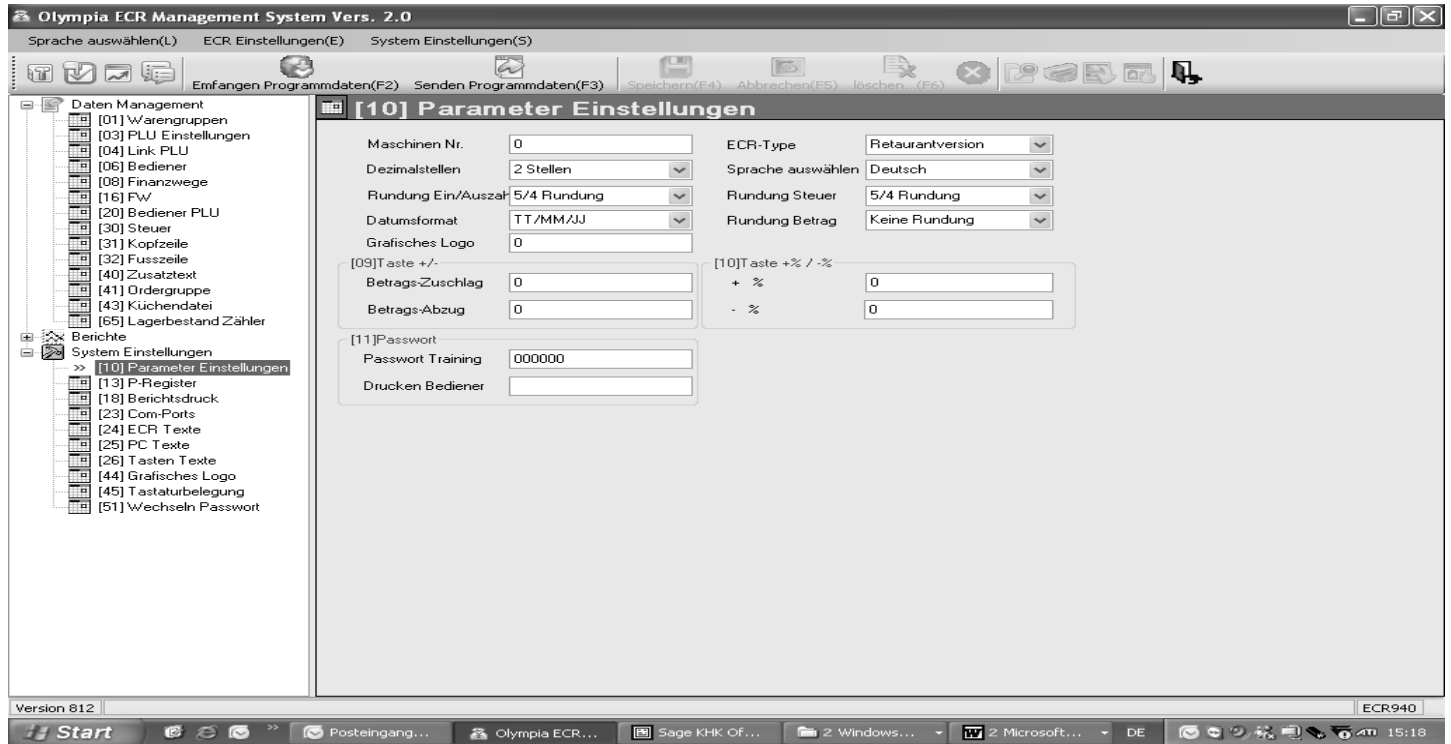 Olympia ECR Management System Vers. 2.0
Sprache auswählen(L) ECR Einstellungen(E) System Einstellungen(S)
Emfangen Programmdaten(F2) Senden Programmdaten(F3) Speichern(F4) Abbrechen(F5) löschen...(F6)
Daten Management
[01] Warengruppen
[03] PLU Einstellungen
[04] Link PLU
[06] Bediener
[08] Finanzwege
[16] FW
[20] Bediener PLU
[30] Steuer
[31] Kopfzeile
[32] Fusszeile
[40] Zusatztext
[41] Ordergruppe
[43] Küchendatei
[65] Lagerbestand Zähler
Berichte
System Einstellungen
>> [10] Parameter Einstellungen
[13] P-Register
[18] Berichtsdruck
[23] Com-Ports
[24] ECR Texte
[25] PC Texte
[26] Tasten Texte
[44] Grafisches Logo
[45] Tastaturbelegung
[51] Wechseln Passwort
[10] Parameter Einstellungen
Maschinen Nr. 0 ECR-Type Retaurantversion
Dezimalstellen 2 Stellen Sprache auswählen Deutsch
Rundung Ein/Auszah 5/4 Rundung Rundung Steuer 5/4 Rundung
Datumsformat TT/MM/JJ Rundung Betrag Keine Rundung
Grafisches Logo 0
[09]Taste +/- [10]Taste +% / -%
Betrags-Zuschlag 0 + % 0
Betrags-Abzug 0 - % 0
[11]Passwort
Passwort Training 000000
Drucken Bediener
Version 812 ECR940
Start Posteingang... Olympia ECR... Sage KHK Of... 2 Windows... 2 Microsoft... DE ATI 15:18